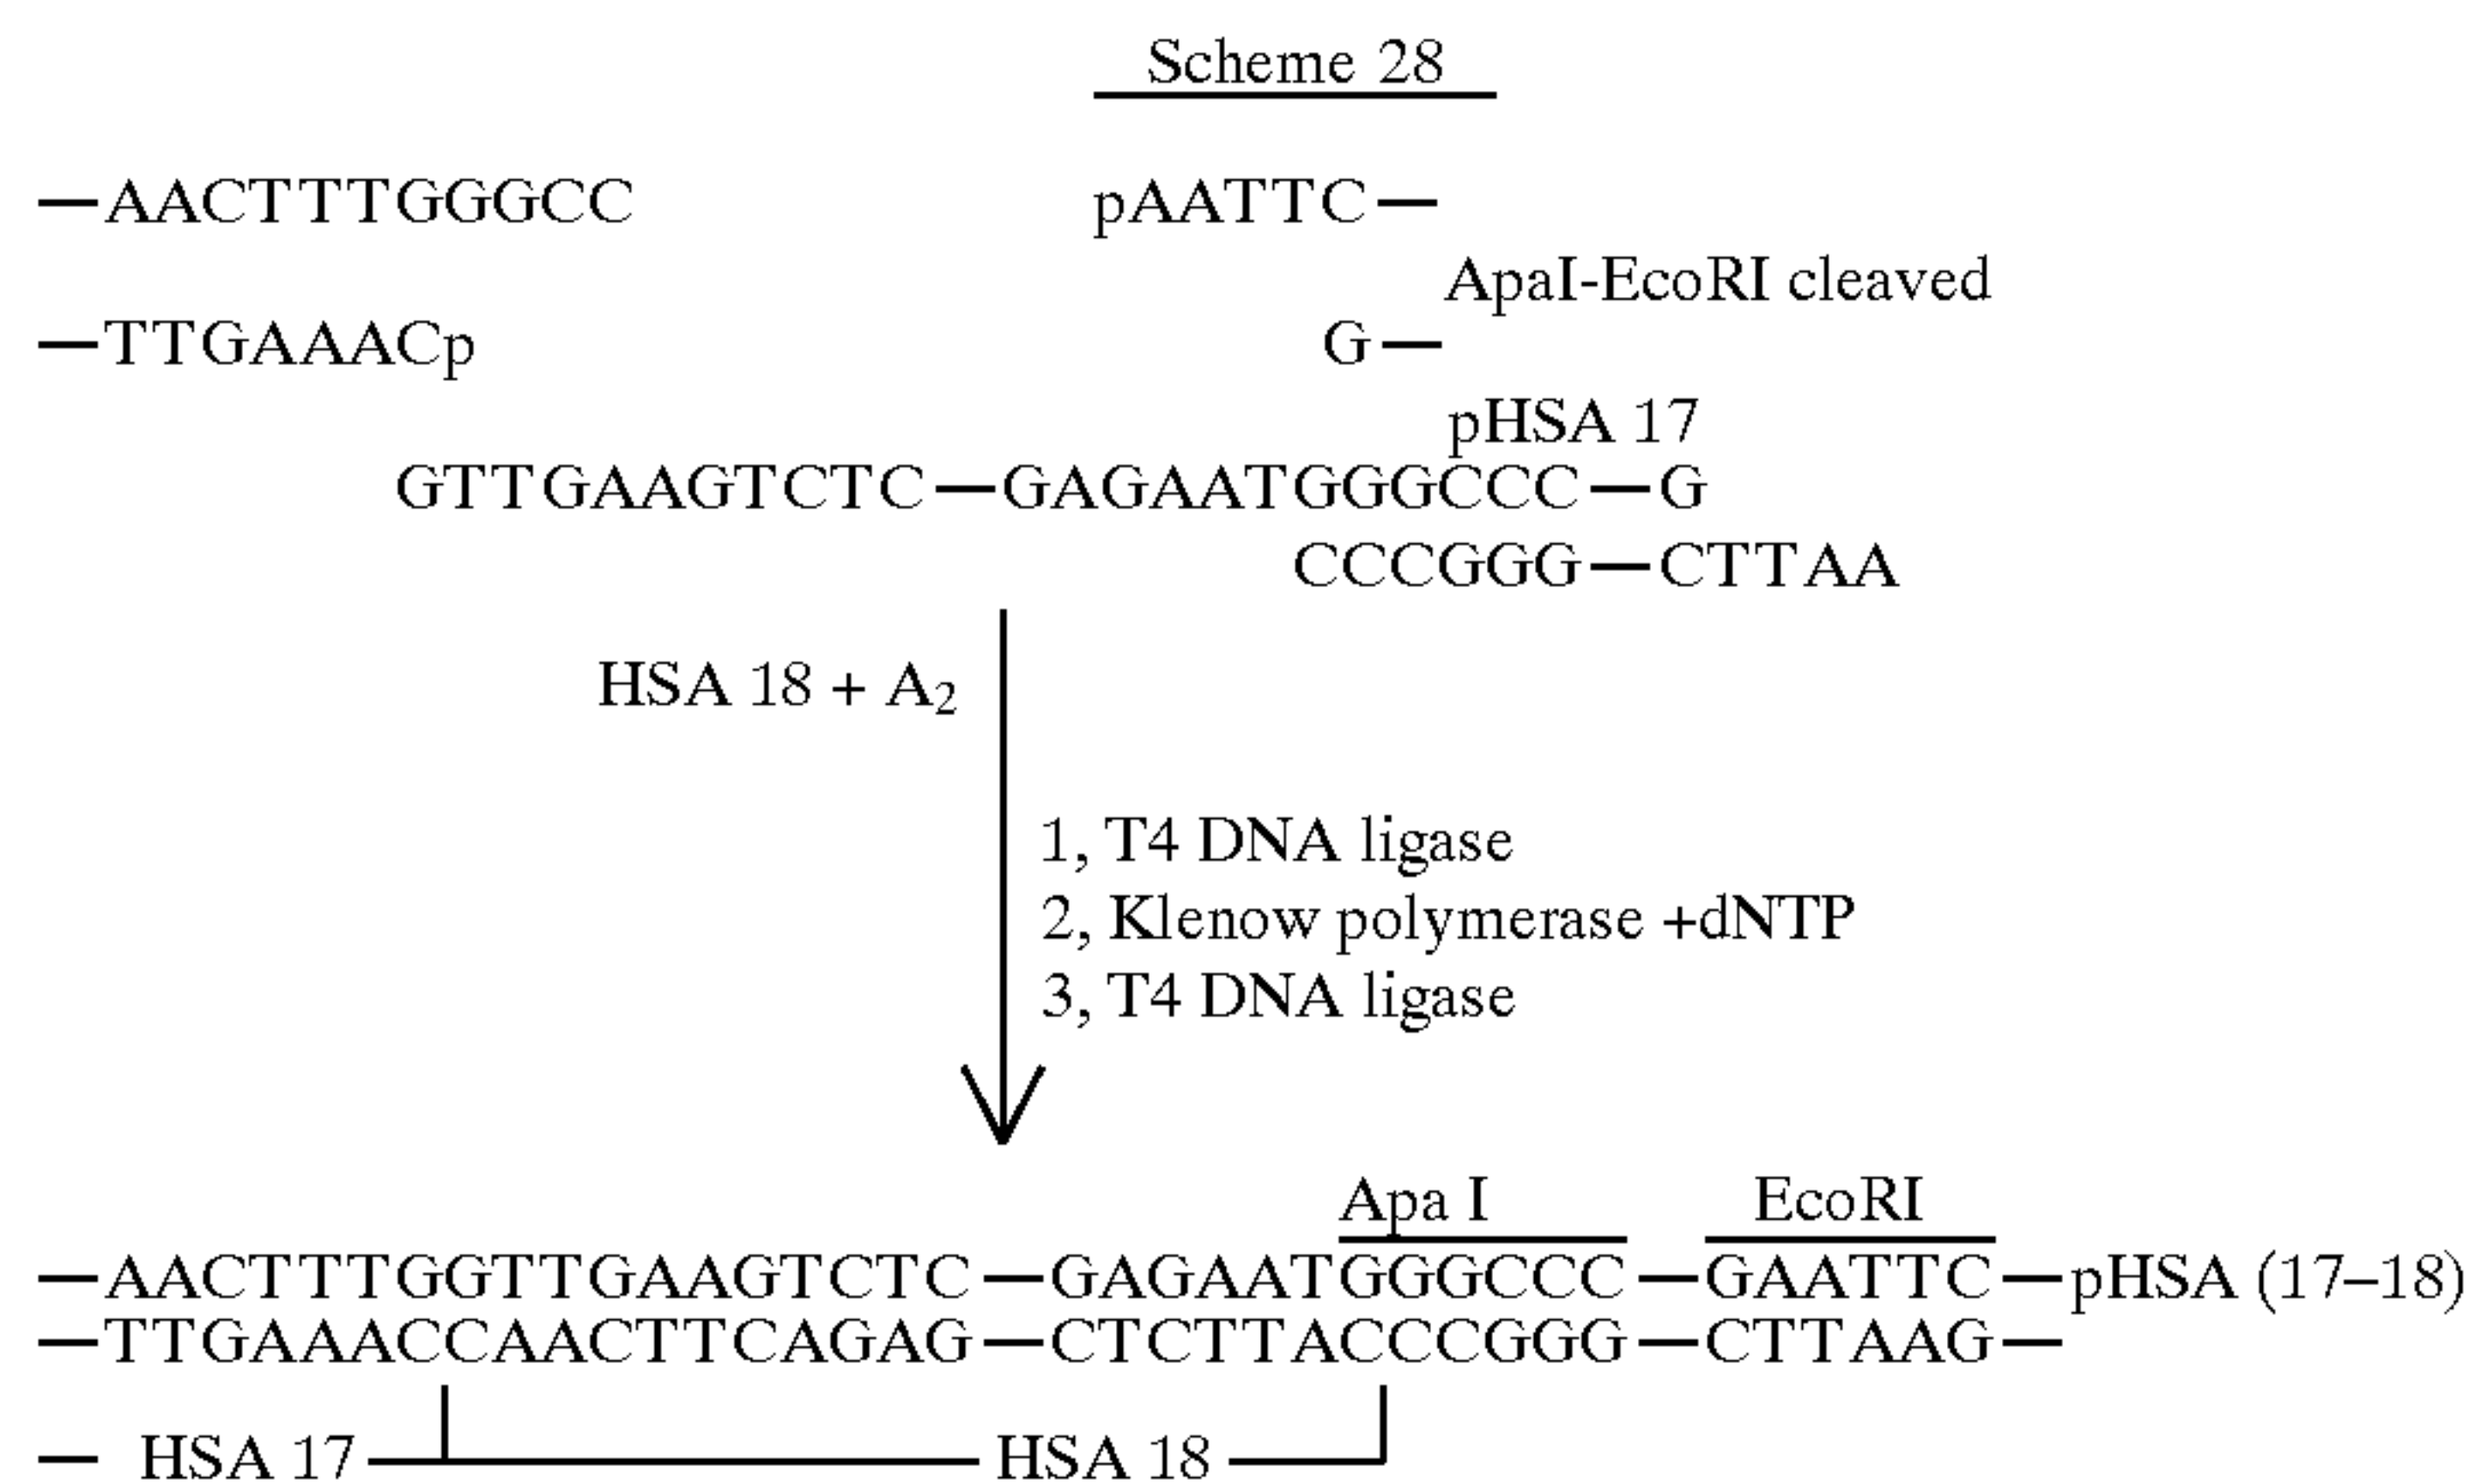 Scheme 28
—AACTTTGGGCC pAATTC—
ApaI-EcoRI cleaved
—TTGAAACp G—
pHSA 17
GTTGAAGTCTC—GAGAATGGGCCC—G
CCCGGG—CTTAA
HSA 18 + A₂
1, T4 DNA ligase
2, Klenow polymerase +dNTP
3, T4 DNA ligase
Apa I EcoRI
—AACTTTGGTTGAAGTCTC—GAGAATGGGCCC—GAATTC—pHSA (17–18)
—TTGAAACCAACTTCAGAG—CTCTTACCCGGG—CTTAAG—
— HSA 17 — HSA 18 —